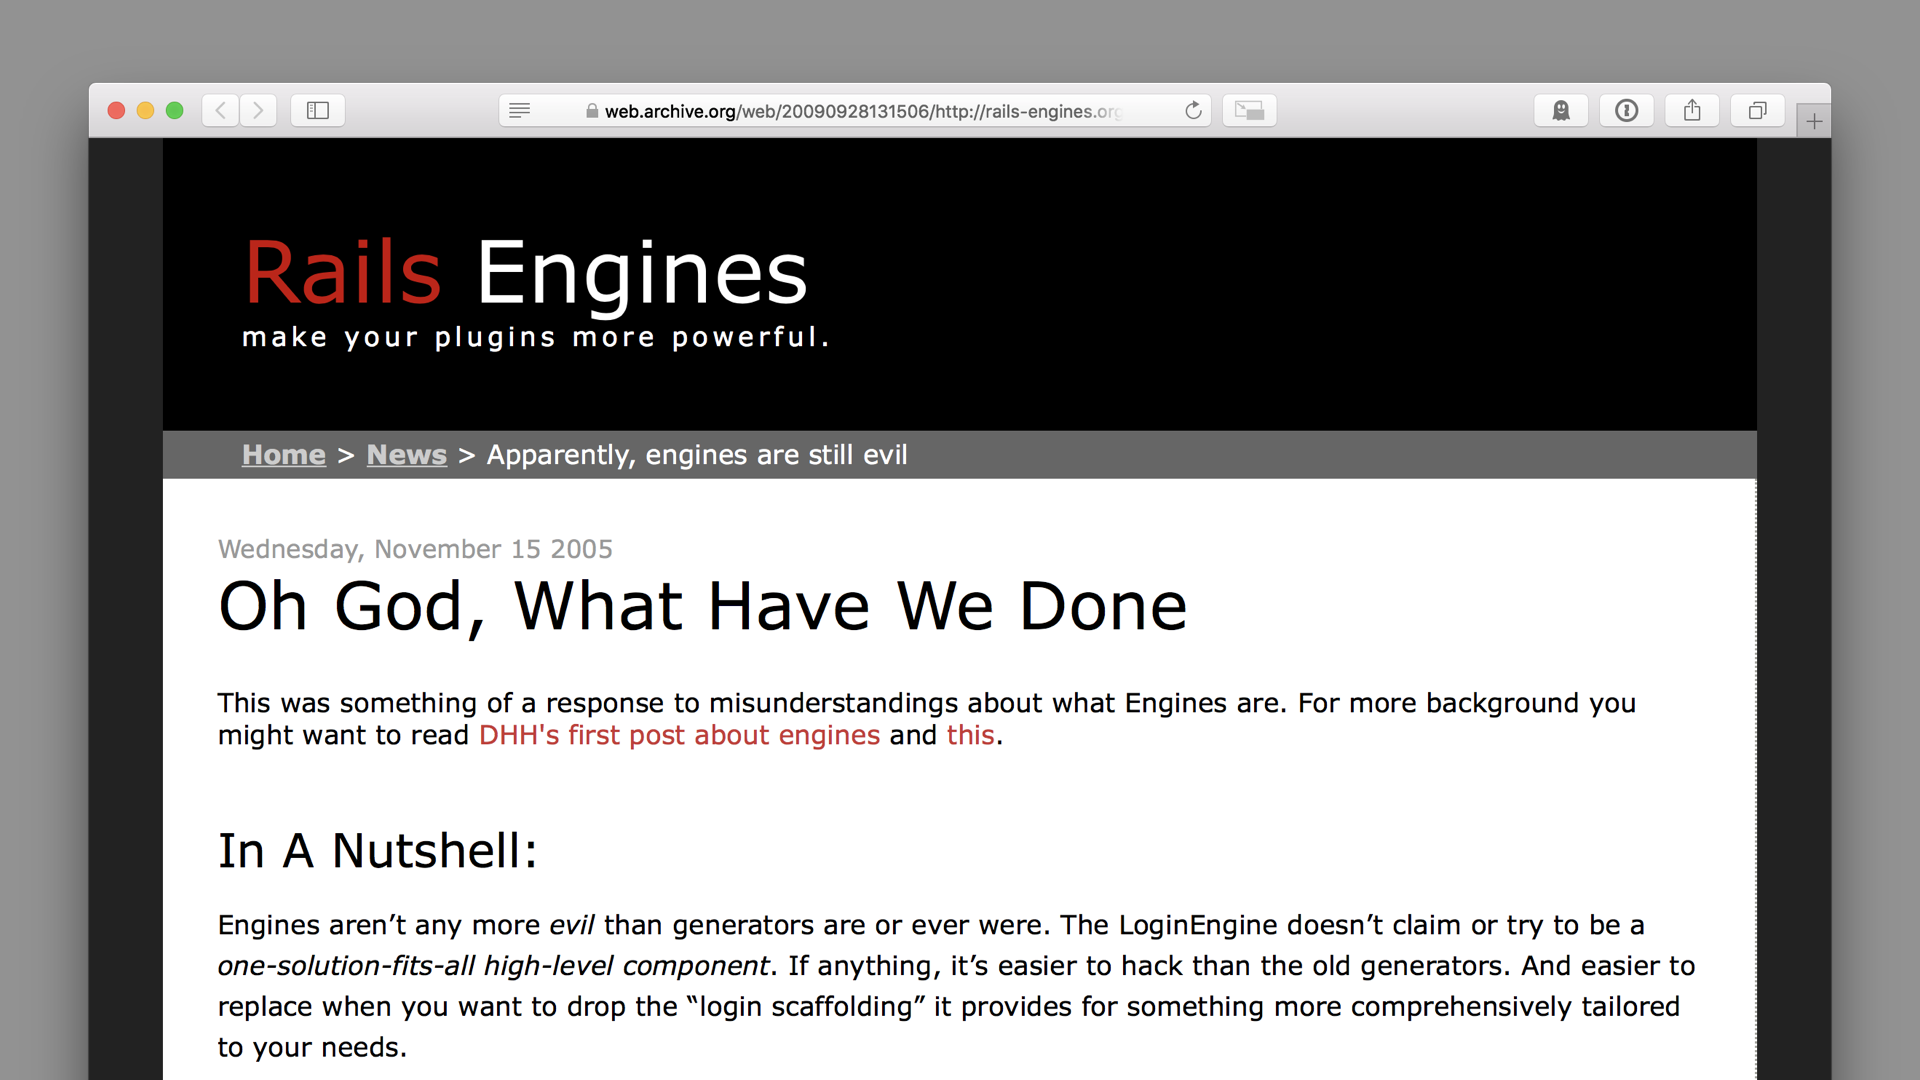 web.archive.org/web/20090928131506/http://rails-engines.org
Rails Engines
make your plugins more powerful.
Home > News > Apparently, engines are still evil
Wednesday, November 15 2005
Oh God, What Have We Done
This was something of a response to misunderstandings about what Engines are. For more background you
might want to read DHH's first post about engines and this.
In A Nutshell:
Engines aren’t any more evil than generators are or ever were. The LoginEngine doesn’t claim or try to be a
one-solution-fits-all high-level component. If anything, it’s easier to hack than the old generators. And easier to
replace when you want to drop the “login scaffolding” it provides for something more comprehensively tailored
to your needs.